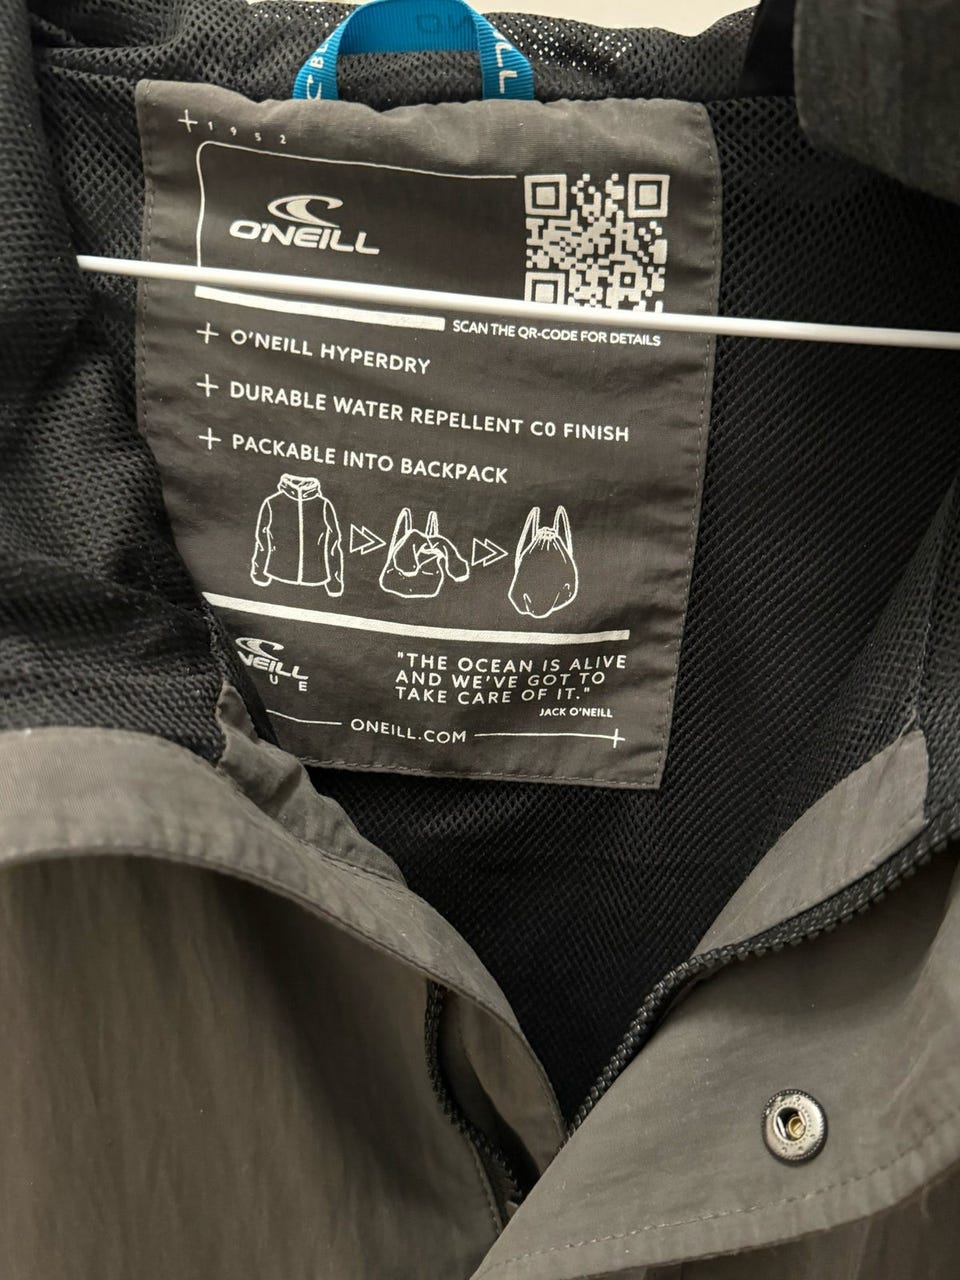 1952
O'NEILL
SCAN THE QR-CODE FOR DETAILS
+ O'NEILL HYPERDRY
+ DURABLE WATER REPELLENT C0 FINISH
+ PACKABLE INTO BACKPACK
"THE OCEAN IS ALIVE
AND WE'VE GOT TO
TAKE CARE OF IT."
JACK O'NEILL
ONEILL.COM